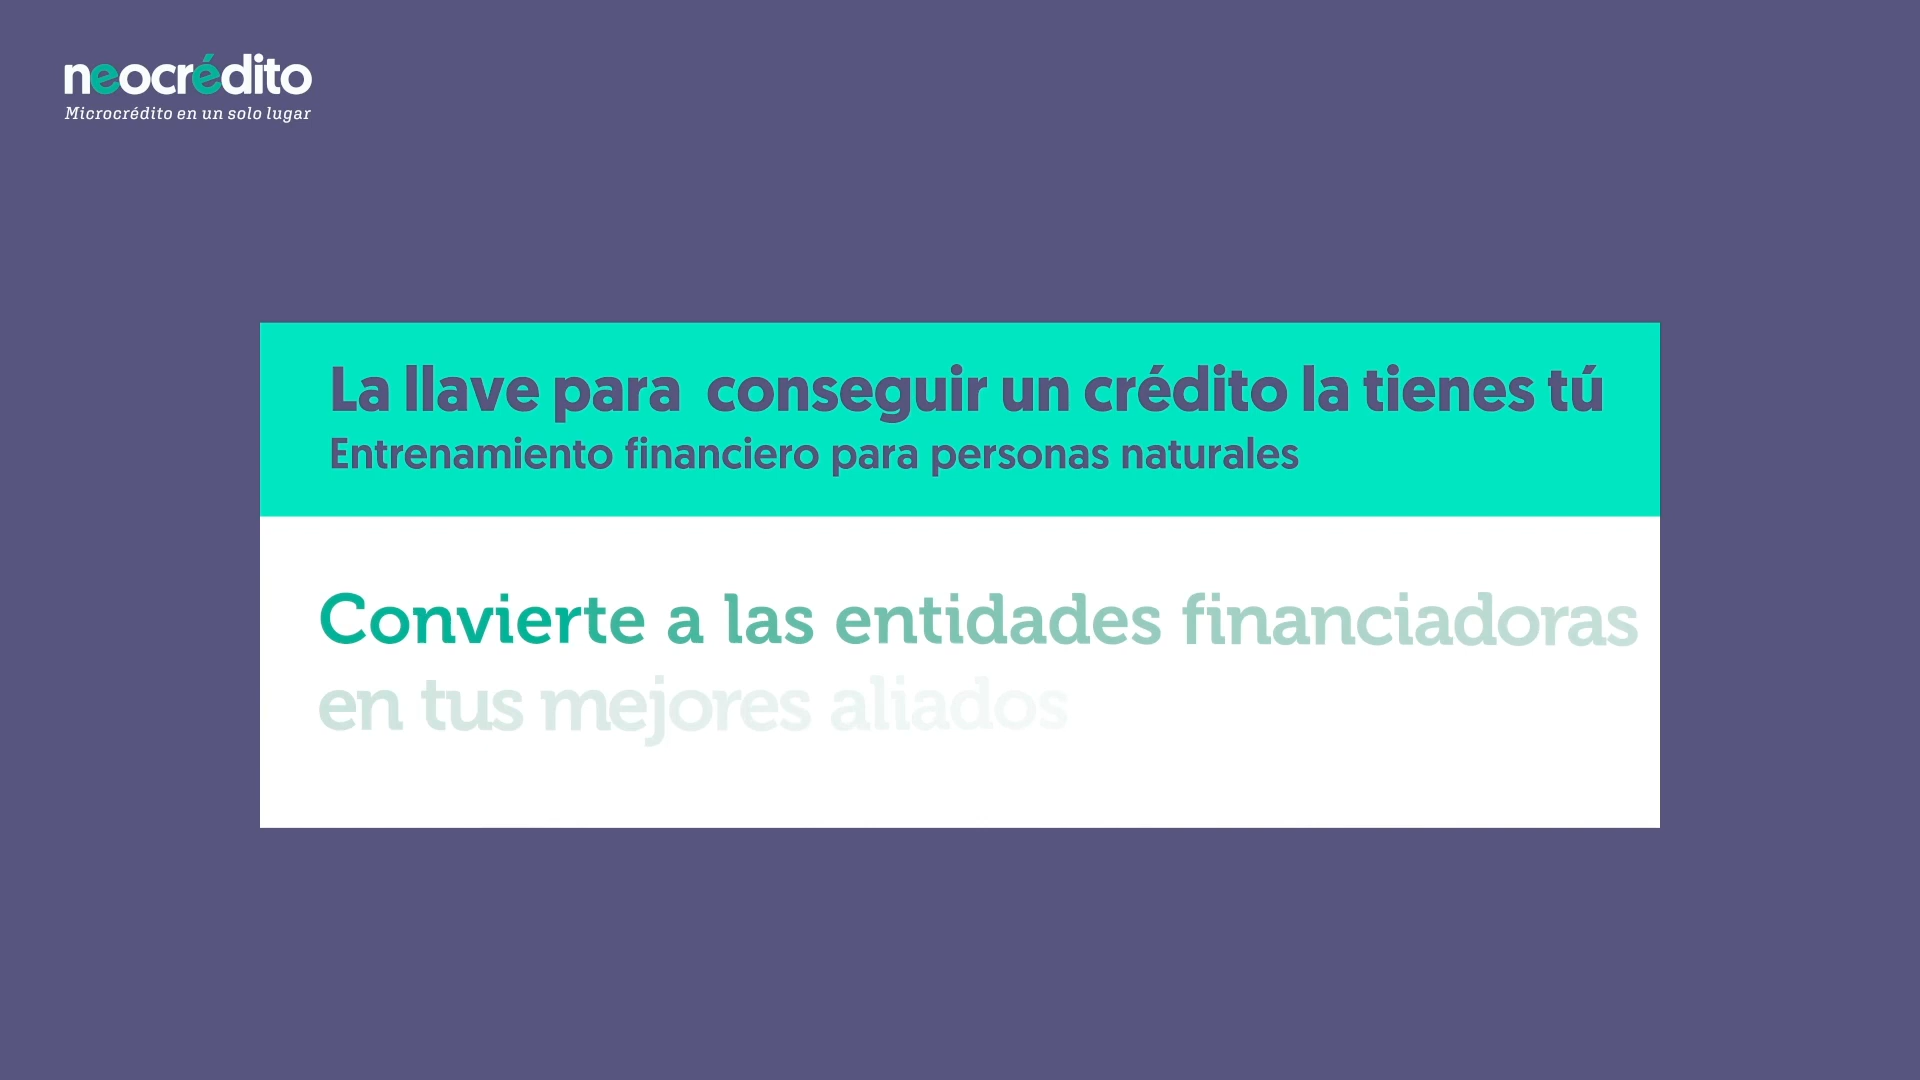 neocrédito
Microcrédito en un solo lugar
La llave para conseguir un crédito la tienes tú
Entrenamiento financiero para personas naturales
Convierte a las entidades financiadoras
en tus mejores aliados